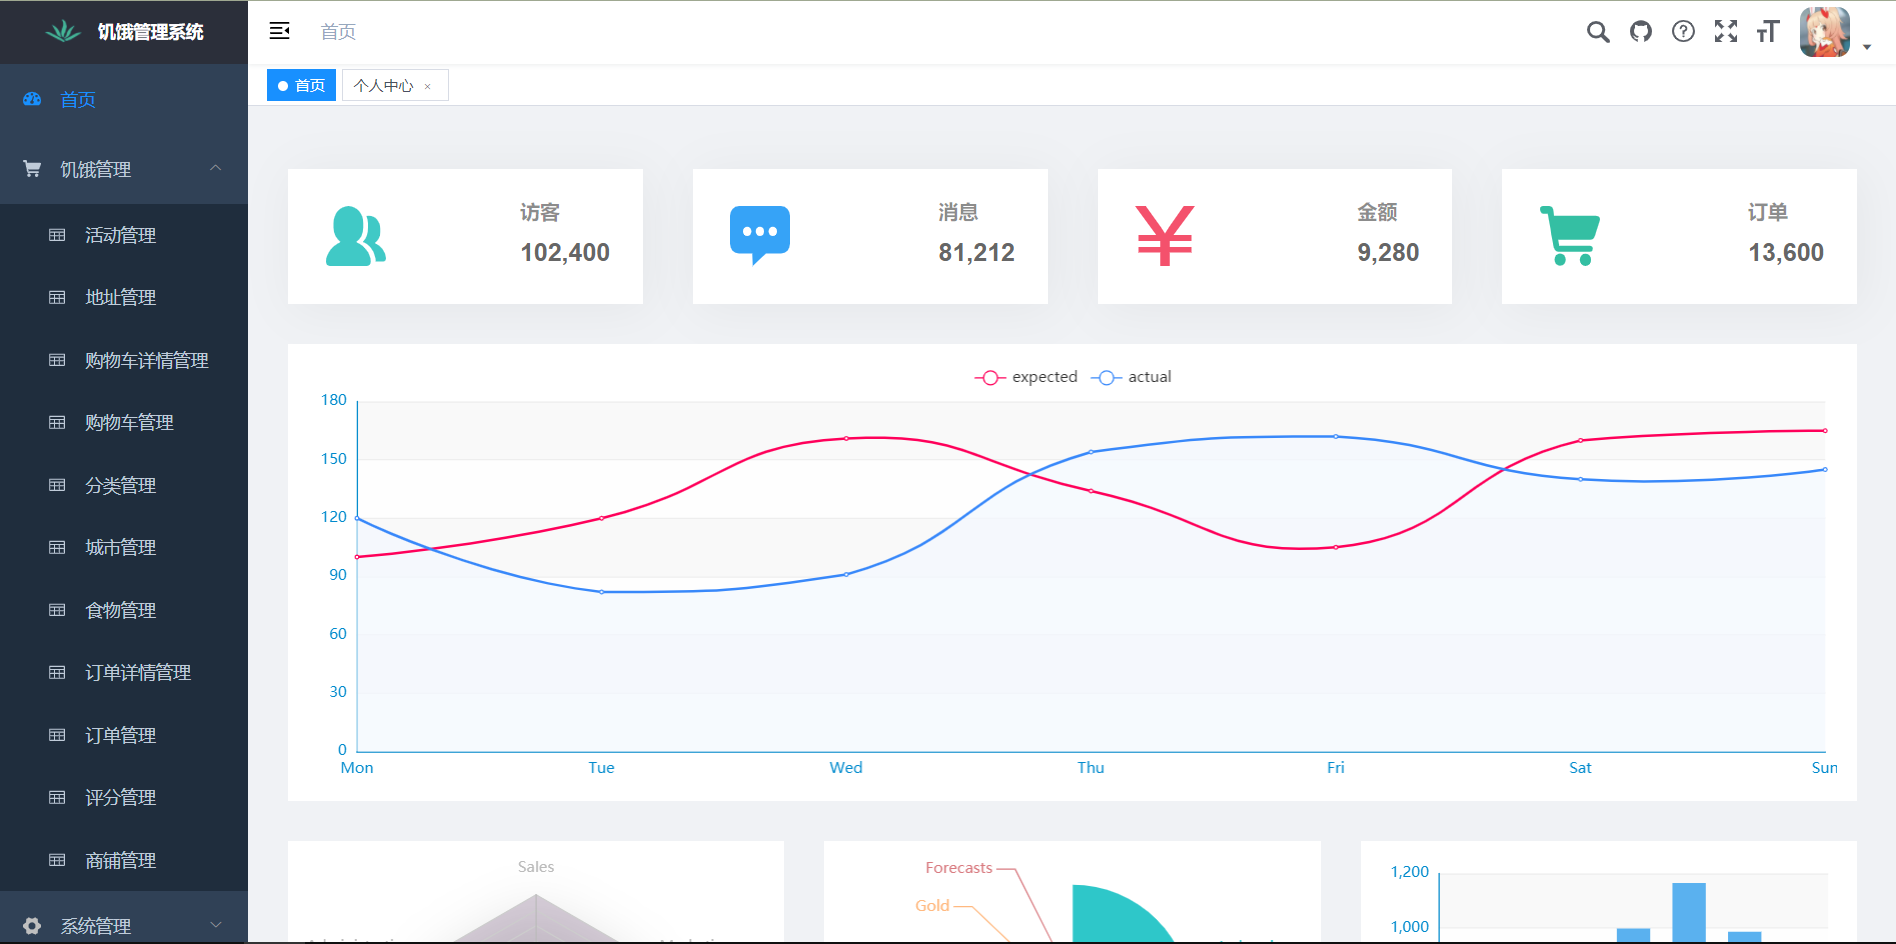 饥饿管理系统
首页
首页
个人中心 ×
首页
饥饿管理
活动管理
地址管理
购物车详情管理
购物车管理
分类管理
城市管理
食物管理
订单详情管理
订单管理
评分管理
商铺管理
系统管理
访客
102,400
消息
81,212
金额
9,280
订单
13,600
expected actual
180
150
120
90
60
30
0
Mon Tue Wed Thu Fri Sat Sun
Sales
Forecasts
Gold
1,200
1,000